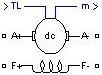 TL m
A+ dc A-
F+ F-